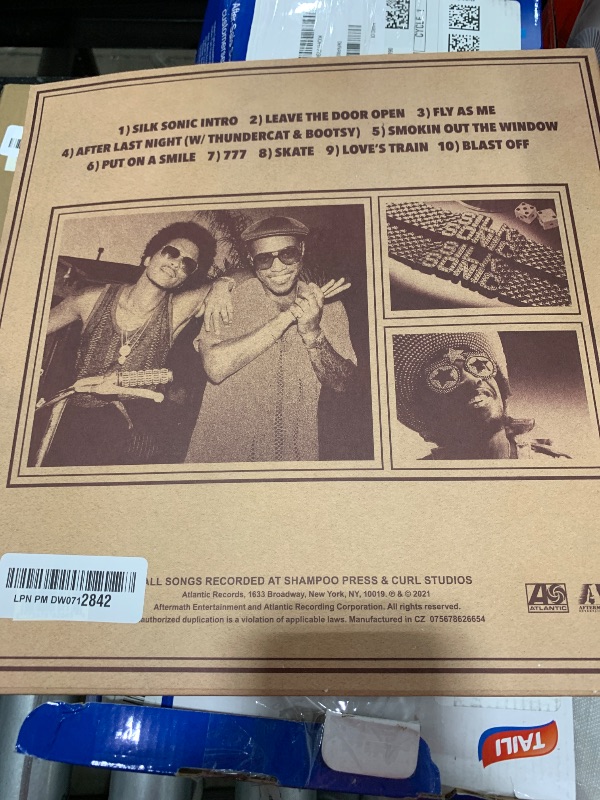 After
1) SILK SONIC INTRO 2) LEAVE THE DOOR OPEN 3) FLY AS ME
4) AFTER LAST NIGHT (W/ THUNDERCAT & BOOTSY) 5) SMOKIN OUT THE WINDOW
6) PUT ON A SMILE 7) 777 8) SKATE 9) LOVE'S TRAIN 10) BLAST OFF
SILK
SONIC
SILK
SONIC
ALL SONGS RECORDED AT SHAMPOO PRESS & CURL STUDIOS
Atlantic Records, 1633 Broadway, New York, NY, 10019. ℗ & © 2021
Aftermath Entertainment and Atlantic Recording Corporation. All rights reserved.
authorized duplication is a violation of applicable laws. Manufactured in CZ 075678626654
LPN PM DW0712842
ATLANTIC
TAILI